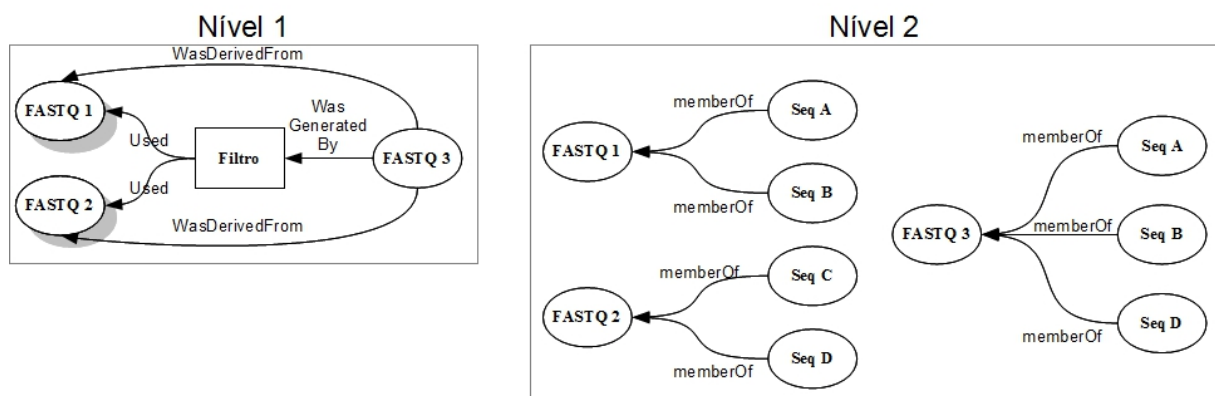 Nível 1
WasDerivedFrom
FASTQ 1
Used
Was
Generated
By
Filtro
FASTQ 3
Used
FASTQ 2
WasDerivedFrom
Nível 2
memberOf
Seq A
FASTQ 1
memberOf
Seq B
memberOf
Seq C
FASTQ 2
memberOf
Seq D
memberOf
Seq A
FASTQ 3
memberOf
Seq B
memberOf
Seq D